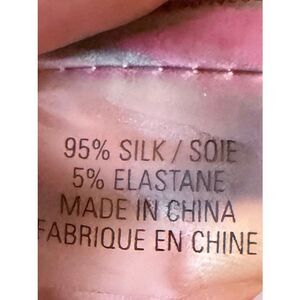 95% SILK / SOIE
5% ELASTANE
MADE IN CHINA
FABRIQUE EN CHINE